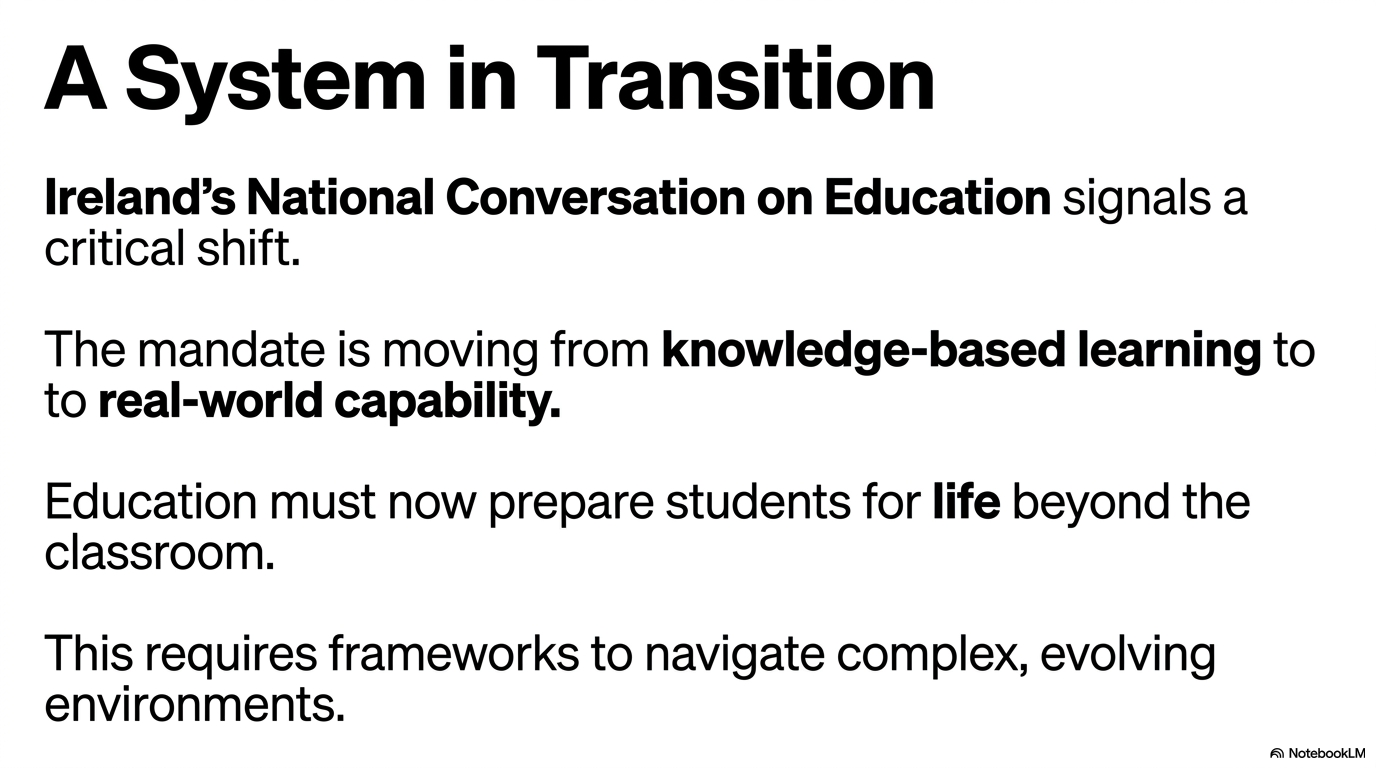 A System in Transition
Ireland’s National Conversation on Education signals a
critical shift.
The mandate is moving from knowledge-based learning to
to real-world capability.
Education must now prepare students for life beyond the
classroom.
This requires frameworks to navigate complex, evolving
environments.
NotebookLM